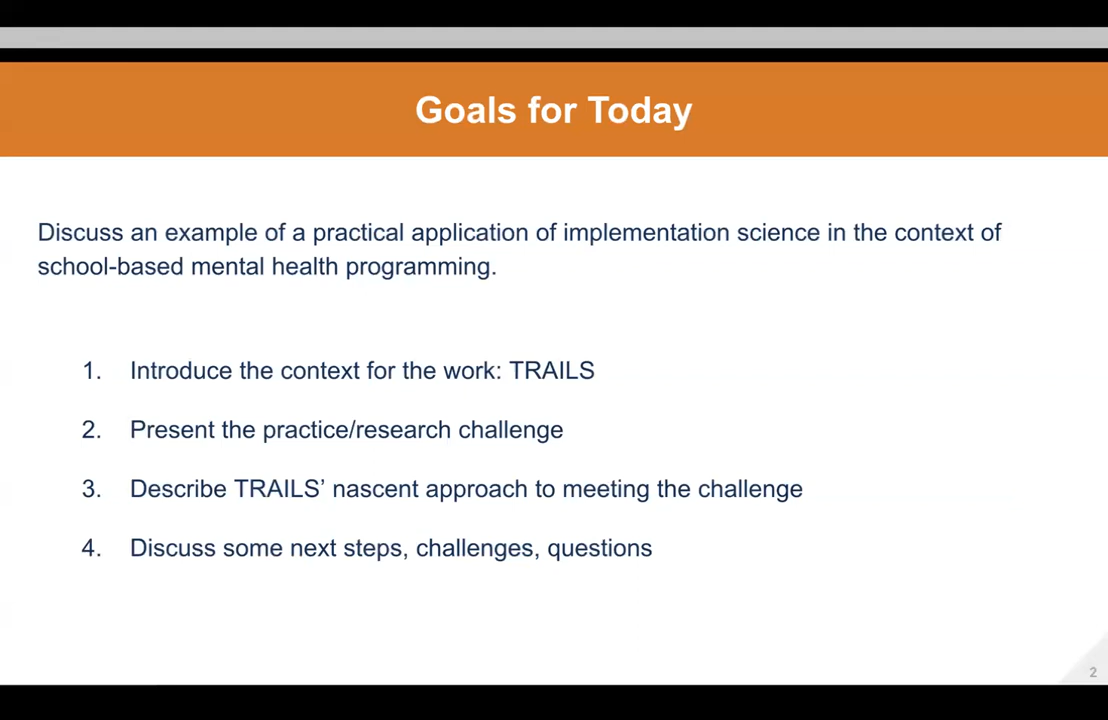 Goals for Today
Discuss an example of a practical application of implementation science in the context of
school-based mental health programming.
1. Introduce the context for the work: TRAILS
2. Present the practice/research challenge
3. Describe TRAILS’ nascent approach to meeting the challenge
4. Discuss some next steps, challenges, questions
2